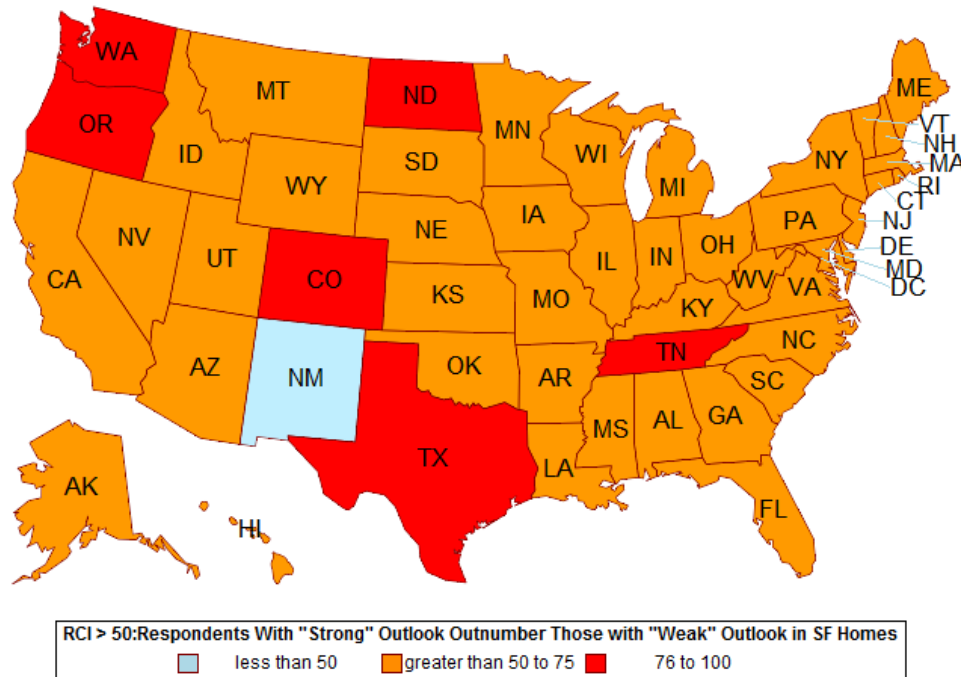 WA
MT
ND
MN
ME
VT
NH
MA
RI
CT
NJ
DE
MD
DC
OR
ID
SD
WI
NY
WY
MI
IA
PA
NE
NV
UT
IL
IN
OH
CA
CO
KS
MO
WV
VA
KY
NC
TN
AZ
NM
OK
AR
SC
MS
AL
GA
TX
LA
AK
HI
FL
RCI > 50:Respondents With "Strong" Outlook Outnumber Those with "Weak" Outlook in SF Homes
less than 50 greater than 50 to 75 76 to 100